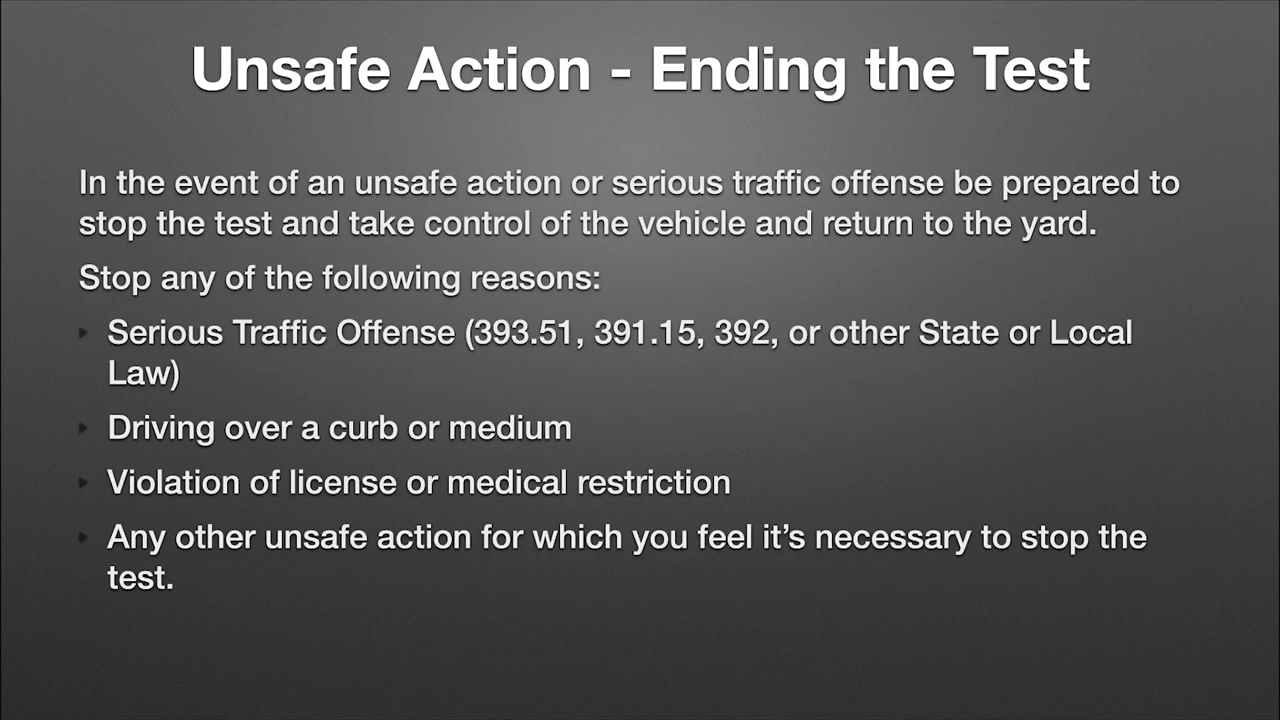 Unsafe Action - Ending the Test
In the event of an unsafe action or serious traffic offense be prepared to
stop the test and take control of the vehicle and return to the yard.
Stop any of the following reasons:
Serious Traffic Offense (393.51, 391.15, 392, or other State or Local
Law)
Driving over a curb or medium
Violation of license or medical restriction
Any other unsafe action for which you feel it’s necessary to stop the
test.